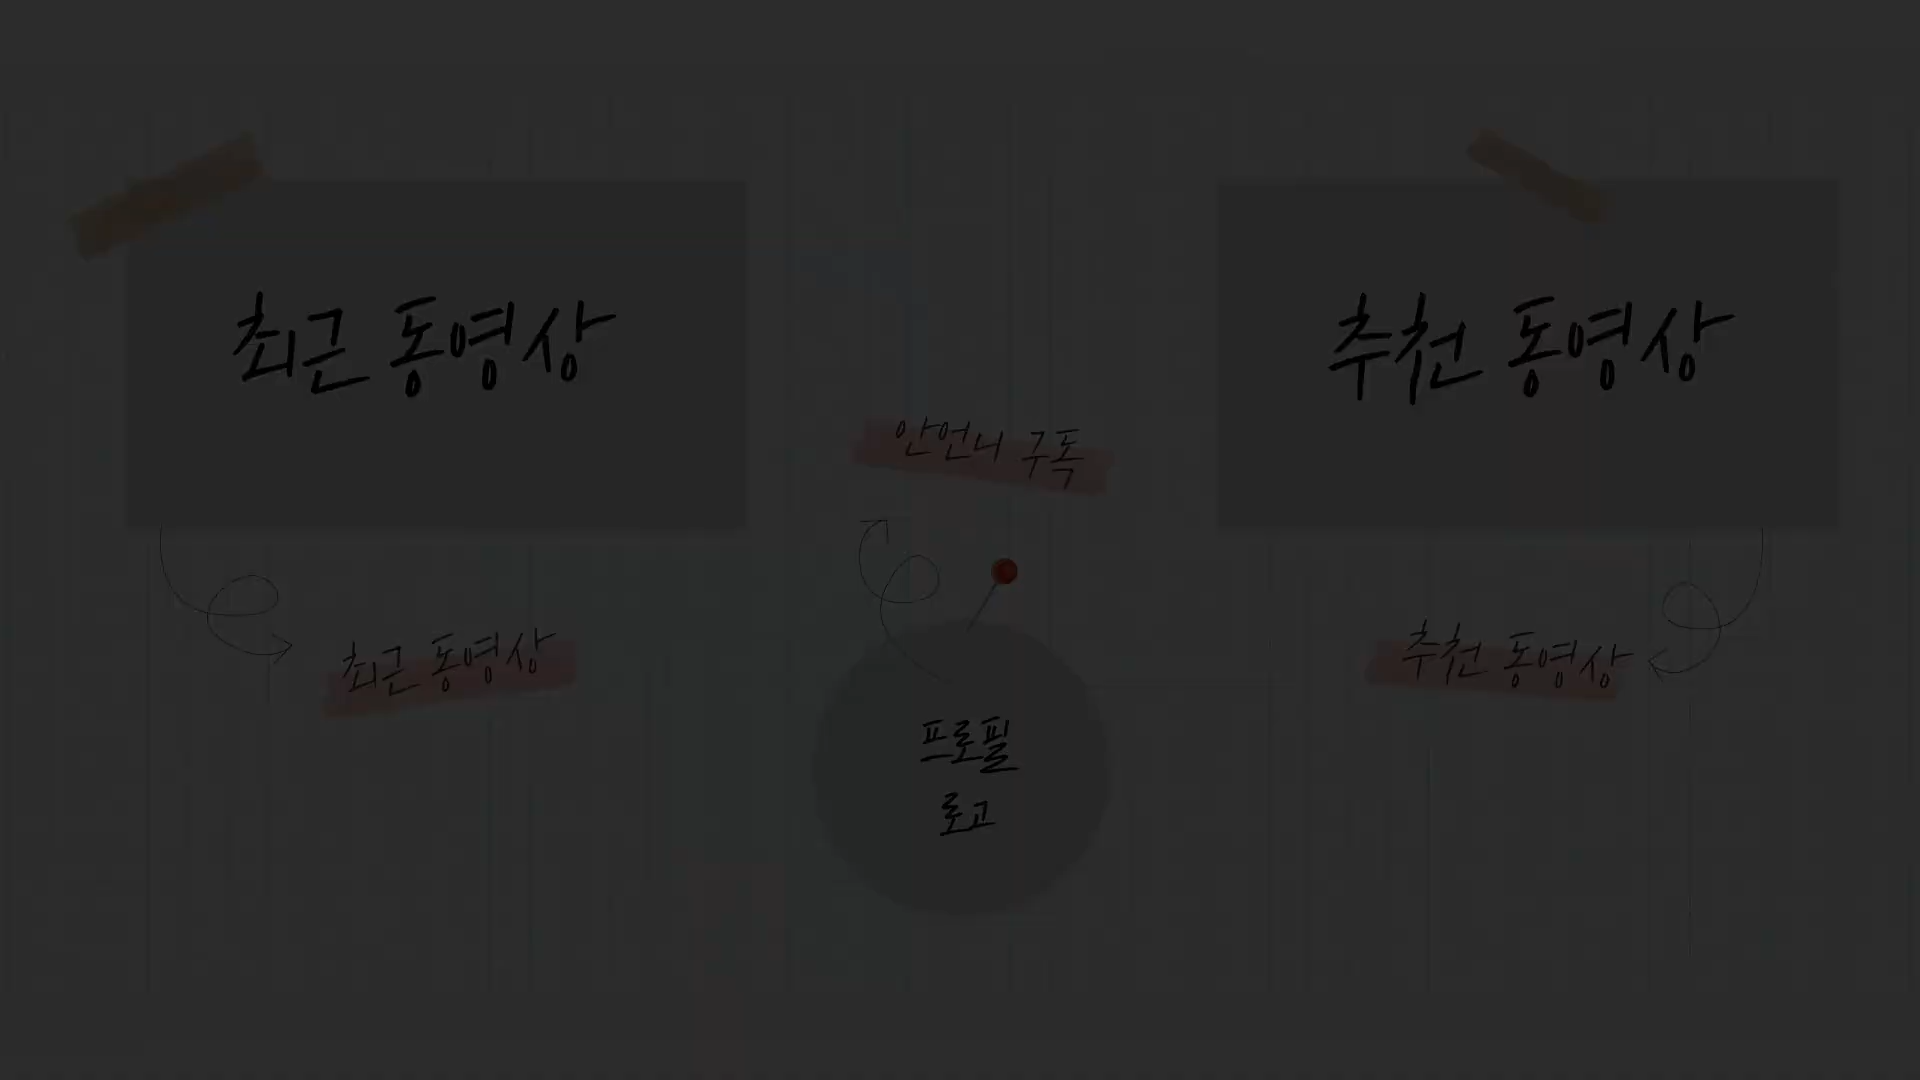 최근 동영상
추천 동영상
안언니 구독
최근 동영상
추천 동영상
프로필
로고